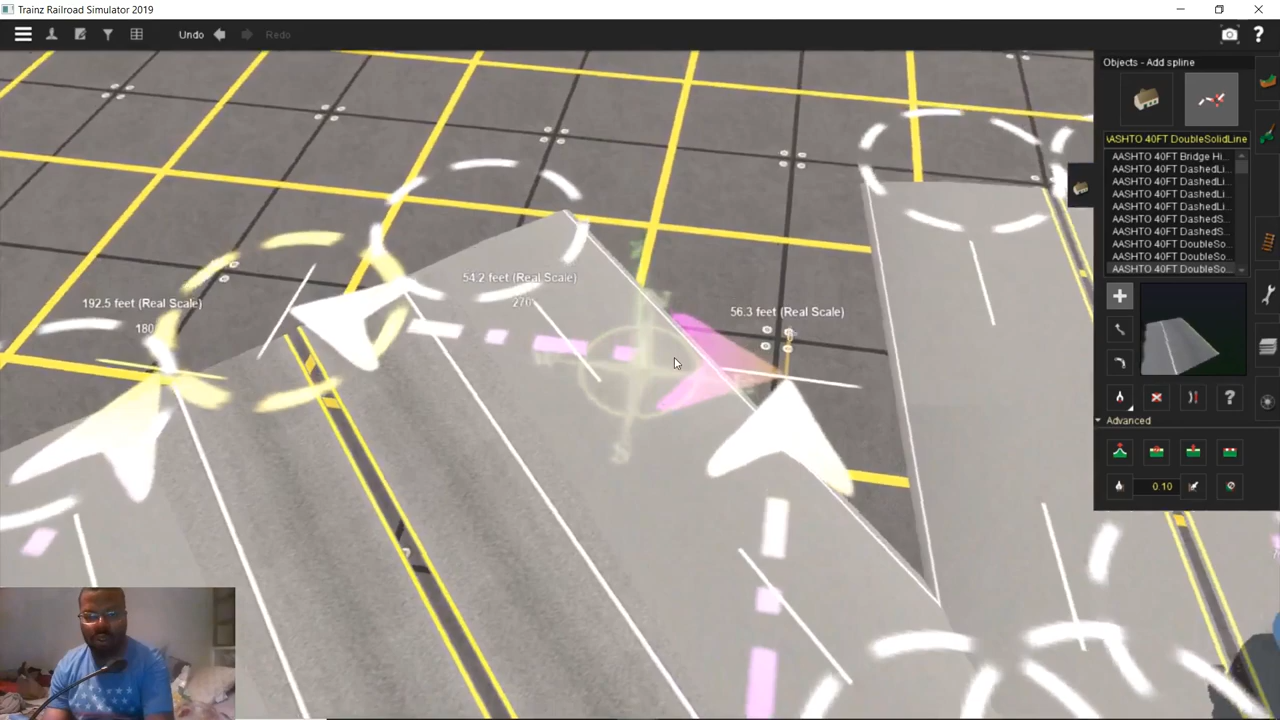 Trainz Railroad Simulator 2019
Undo
Redo
?
Objects - Add spline
\ASHTO 40FT DoubleSolidLine
AASHTO 40FT Bridge Hi...
AASHTO 40FT DashedLi...
AASHTO 40FT DashedLi...
AASHTO 40FT DashedLi...
AASHTO 40FT DashedLi...
AASHTO 40FT DashedS...
AASHTO 40FT DashedS...
AASHTO 40FT DoubleSo...
AASHTO 40FT DoubleSo...
AASHTO 40FT DoubleSo...
?
Advanced
0.10
54.2 feet (Real Scale)
270
192.5 feet (Real Scale)
180
56.3 feet (Real Scale)